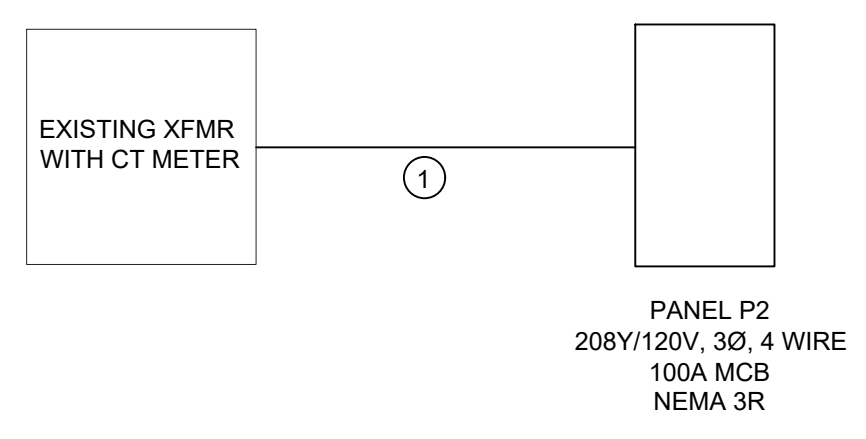 EXISTING XFMR
WITH CT METER
1
PANEL P2
208Y/120V, 3Ø, 4 WIRE
100A MCB
NEMA 3R